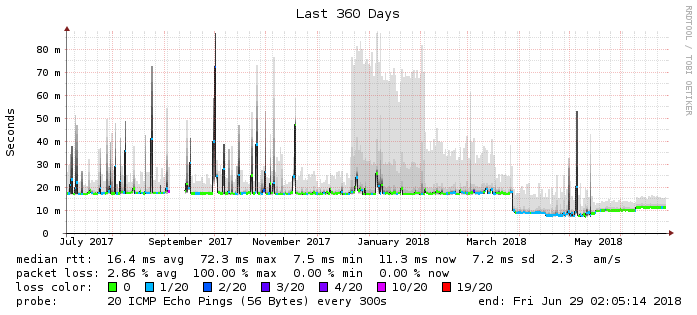 Last 360 Days
RRDTOOL / TOBI OETIKER
Seconds
80 m
70 m
60 m
50 m
40 m
30 m
20 m
10 m
0
July 2017 September 2017 November 2017 January 2018 March 2018 May 2018
median rtt: 16.4 ms avg 72.3 ms max 7.5 ms min 11.3 ms now 7.2 ms sd 2.3 am/s
packet loss: 2.86 % avg 100.00 % max 0.00 % min 0.00 % now
loss color: 0 1/20 2/20 3/20 4/20 10/20 19/20
probe: 20 ICMP Echo Pings (56 Bytes) every 300s end: Fri Jun 29 02:05:14 2018